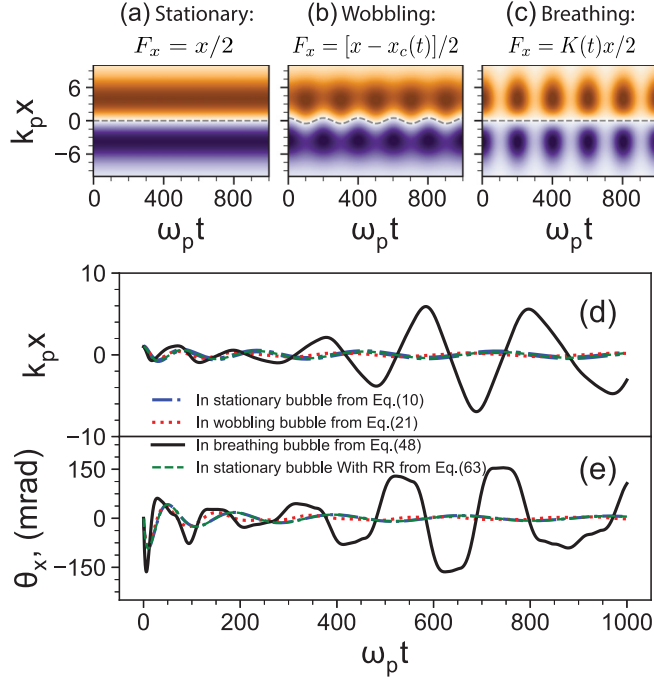 (a) Stationary: (b) Wobbling: (c) Breathing:
F_x = x/2 F_x = [x − x_c(t)]/2 F_x = K(t)x/2
k_p x
6
0
−6
0 400 800 0 400 800 0 400 800
ω_p t ω_p t ω_p t
10
(d)
k_p x
0
In stationary bubble from Eq.(10)
In wobbling bubble from Eq.(21)
−10
In breathing bubble from Eq.(48)
150
In stationary bubble With RR from Eq.(63)
(e)
θ_x, (mrad)
0
−150
0 200 400 600 800 1000
ω_p t